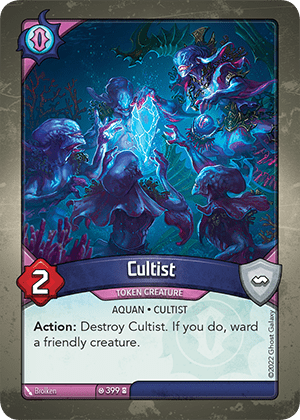 Cultist
TOKEN CREATURE
2
AQUAN • CULTIST
Action: Destroy Cultist. If you do, ward
a friendly creature.
©2022 Ghost Galaxy
Brolken
399